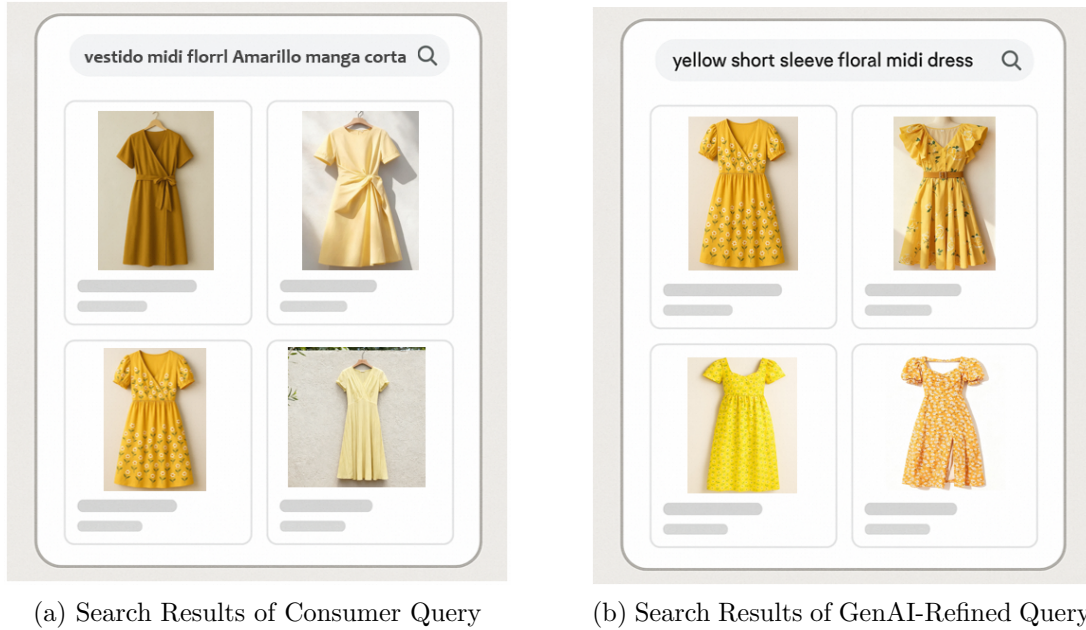 vestido midi florrl Amarillo manga corta
yellow short sleeve floral midi dress
(a) Search Results of Consumer Query
(b) Search Results of GenAI-Refined Query